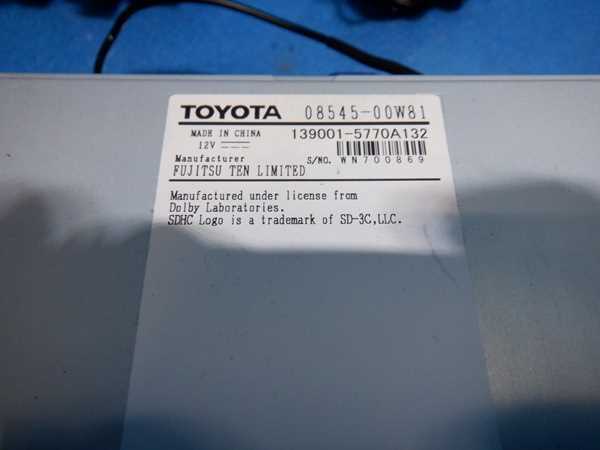 TOYOTA 08545-00W81
MADE IN CHINA 139001-5770A132
12V
Manufacturer S/NO. WN700869
FUJITSU TEN LIMITED
Manufactured under license from
Dolby Laboratories.
SDHC Logo is a trademark of SD-3C,LLC.